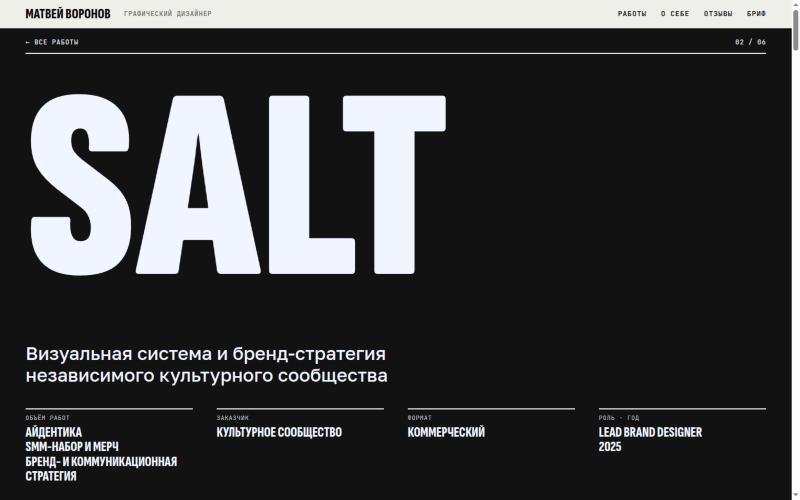 МАТВЕЙ ВОРОНОВ
ГРАФИЧЕСКИЙ ДИЗАЙНЕР
РАБОТЫ
О СЕБЕ
ОТЗЫВЫ
БРИФ
← ВСЕ РАБОТЫ
02 / 06
SALT
Визуальная система и бренд-стратегия
независимого культурного сообщества
ОБЪЁМ РАБОТ
АЙДЕНТИКА
SMM-НАБОР И МЕРЧ
БРЕНД- И КОММУНИКАЦИОННАЯ
СТРАТЕГИЯ
ЗАКАЗЧИК
КУЛЬТУРНОЕ СООБЩЕСТВО
ФОРМАТ
КОММЕРЧЕСКИЙ
РОЛЬ · ГОД
LEAD BRAND DESIGNER
2025